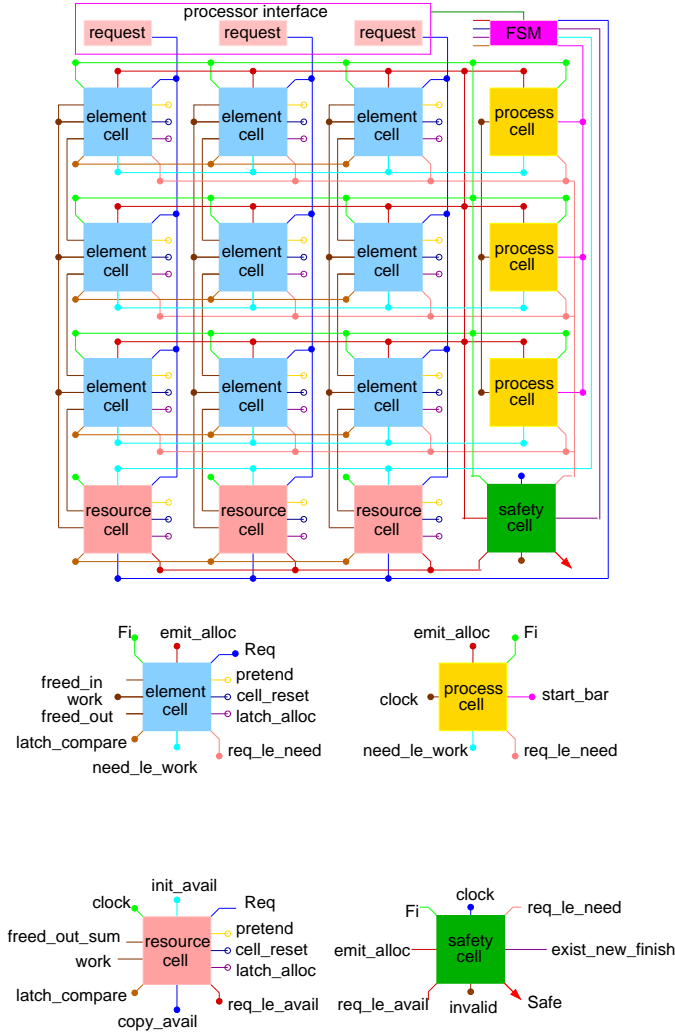 processor interface
request
request
request
FSM
element
cell
element
cell
element
cell
process
cell
element
cell
element
cell
element
cell
process
cell
element
cell
element
cell
element
cell
process
cell
resource
cell
resource
cell
resource
cell
safety
cell
Fi
emit_alloc
Req
freed_in
work
freed_out
element
cell
pretend
cell_reset
latch_alloc
latch_compare
need_le_work
req_le_need
emit_alloc
Fi
clock
process
cell
start_bar
need_le_work
req_le_need
init_avail
clock
Req
freed_out_sum
work
resource
cell
pretend
cell_reset
latch_alloc
latch_compare
copy_avail
req_le_avail
clock
Fi
req_le_need
emit_alloc
safety
cell
exist_new_finish
req_le_avail
invalid
Safe